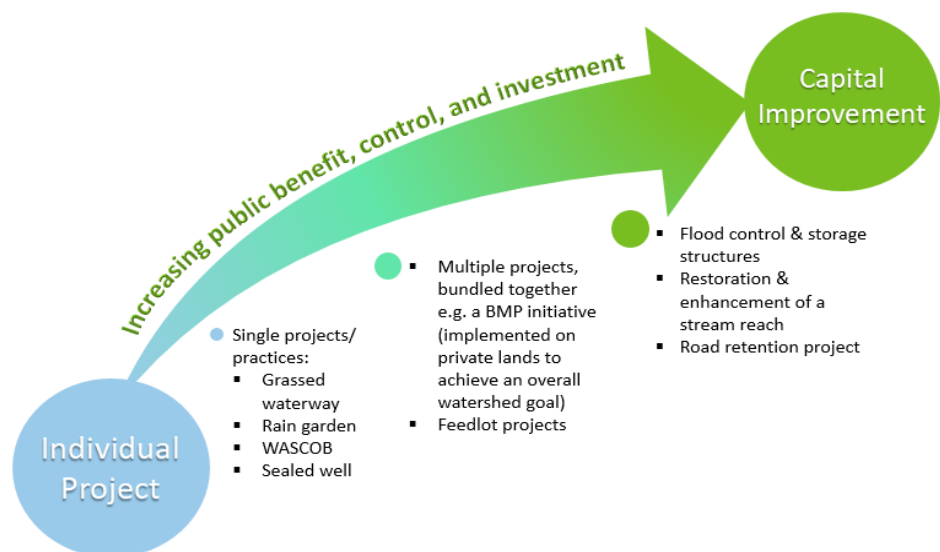 Increasing public benefit, control, and investment
Capital
Improvement
Individual
Project
Single projects/
practices:
▪ Grassed
waterway
▪ Rain garden
▪ WASCOB
▪ Sealed well
▪ Multiple projects,
bundled together
e.g. a BMP initiative
(implemented on
private lands to
achieve an overall
watershed goal)
▪ Feedlot projects
▪ Flood control & storage
structures
▪ Restoration &
enhancement of a
stream reach
▪ Road retention project